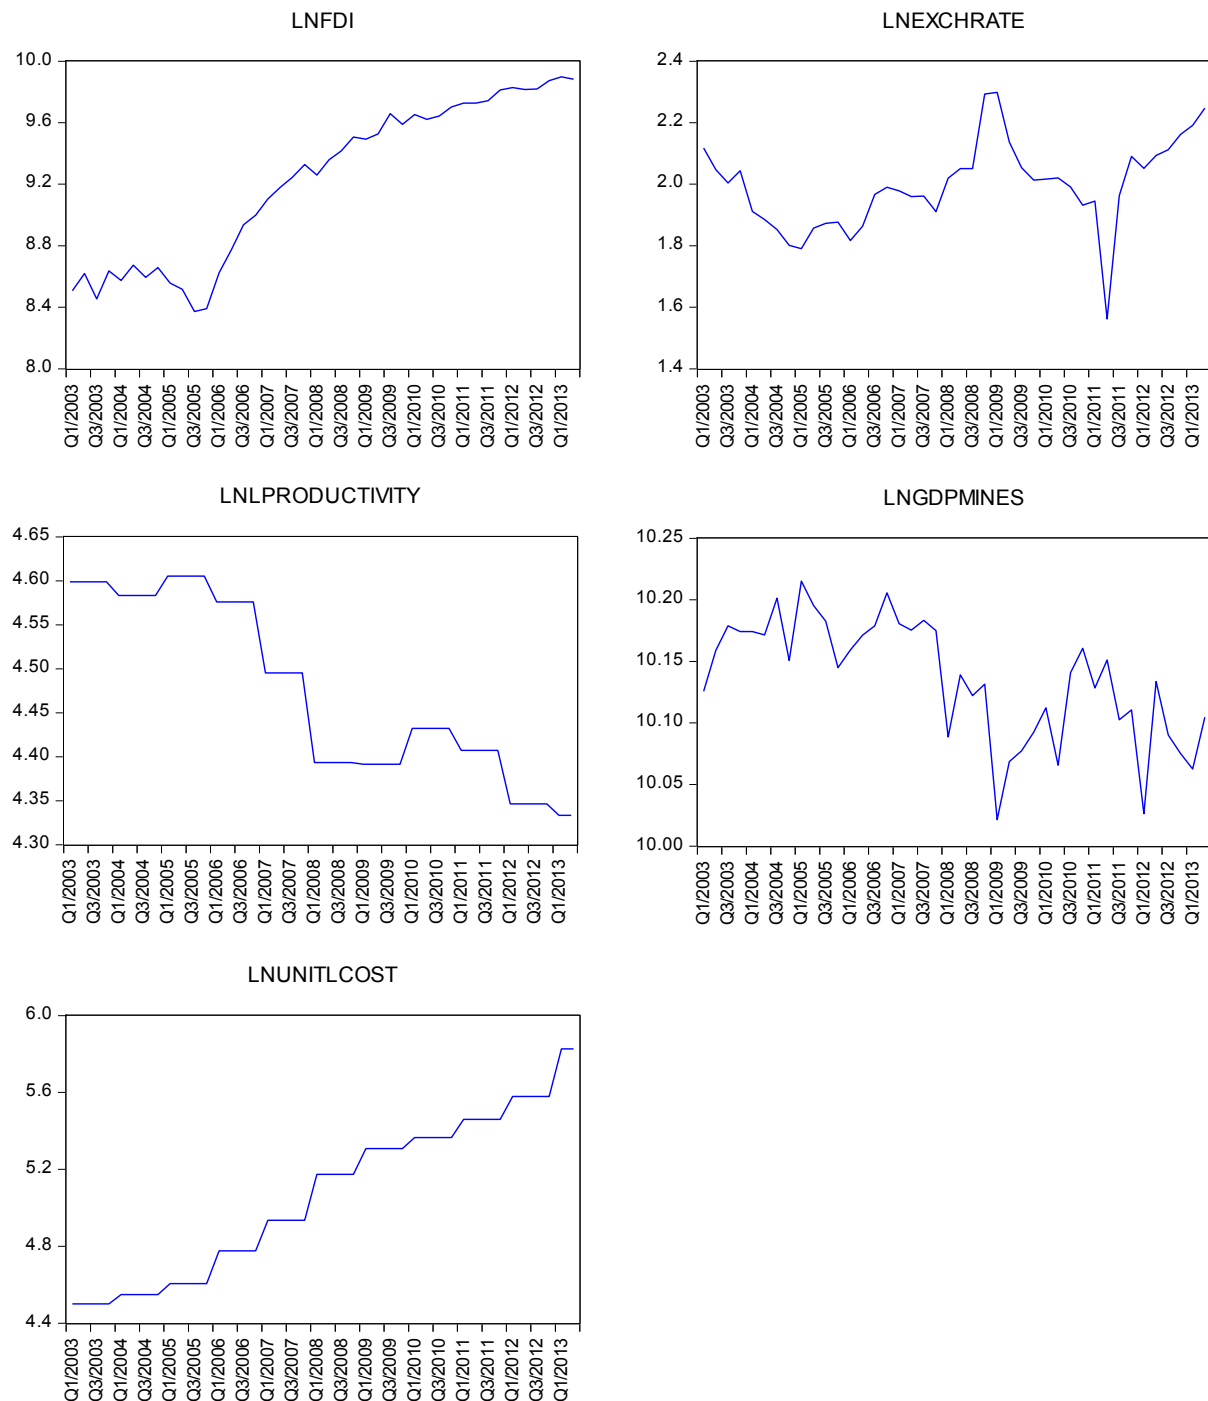 LNFDI
10.0
9.6
9.2
8.8
8.4
8.0
Q1/2003
Q3/2003
Q1/2004
Q3/2004
Q1/2005
Q3/2005
Q1/2006
Q3/2006
Q1/2007
Q3/2007
Q1/2008
Q3/2008
Q1/2009
Q3/2009
Q1/2010
Q3/2010
Q1/2011
Q3/2011
Q1/2012
Q3/2012
Q1/2013
LNEXCHRATE
2.4
2.2
2.0
1.8
1.6
1.4
Q1/2003
Q3/2003
Q1/2004
Q3/2004
Q1/2005
Q3/2005
Q1/2006
Q3/2006
Q1/2007
Q3/2007
Q1/2008
Q3/2008
Q1/2009
Q3/2009
Q1/2010
Q3/2010
Q1/2011
Q3/2011
Q1/2012
Q3/2012
Q1/2013
LNLPRODUCTIVITY
4.65
4.60
4.55
4.50
4.45
4.40
4.35
4.30
Q1/2003
Q3/2003
Q1/2004
Q3/2004
Q1/2005
Q3/2005
Q1/2006
Q3/2006
Q1/2007
Q3/2007
Q1/2008
Q3/2008
Q1/2009
Q3/2009
Q1/2010
Q3/2010
Q1/2011
Q3/2011
Q1/2012
Q3/2012
Q1/2013
LNGDPMINES
10.25
10.20
10.15
10.10
10.05
10.00
Q1/2003
Q3/2003
Q1/2004
Q3/2004
Q1/2005
Q3/2005
Q1/2006
Q3/2006
Q1/2007
Q3/2007
Q1/2008
Q3/2008
Q1/2009
Q3/2009
Q1/2010
Q3/2010
Q1/2011
Q3/2011
Q1/2012
Q3/2012
Q1/2013
LNUNITLCOST
6.0
5.6
5.2
4.8
4.4
Q1/2003
Q3/2003
Q1/2004
Q3/2004
Q1/2005
Q3/2005
Q1/2006
Q3/2006
Q1/2007
Q3/2007
Q1/2008
Q3/2008
Q1/2009
Q3/2009
Q1/2010
Q3/2010
Q1/2011
Q3/2011
Q1/2012
Q3/2012
Q1/2013